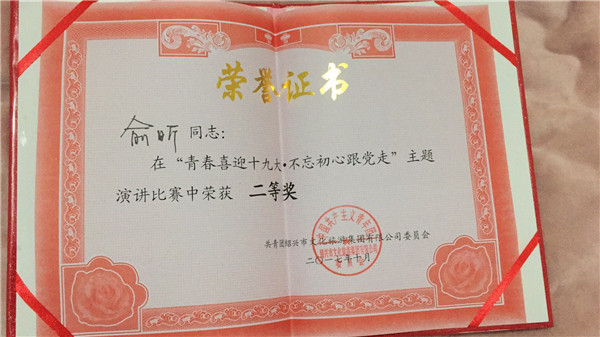 荣誉证书
俞昕 同志:
在“青春喜迎十九大·不忘初心跟党走”主题
演讲比赛中荣获 二等奖
共青团绍兴市文化旅游集团有限公司委员会
二〇一七年十月